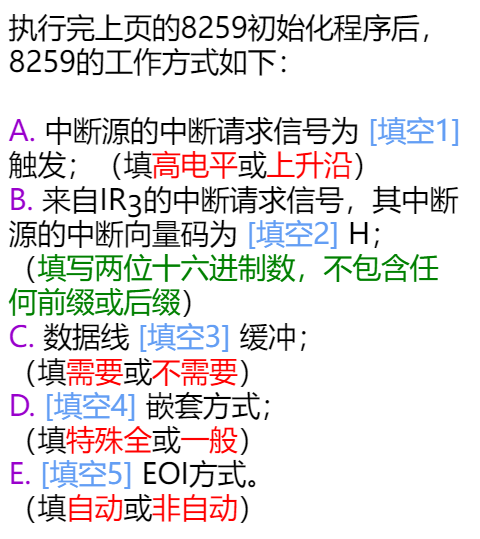 执行完上页的8259初始化程序后，
8259的工作方式如下：
A. 中断源的中断请求信号为 [填空1]
触发；（填高电平或上升沿）
B. 来自IR3的中断请求信号，其中断
源的中断向量码为 [填空2] H；
（填写两位十六进制数，不包含任
何前缀或后缀）
C. 数据线 [填空3] 缓冲；
（填需要或不需要）
D. [填空4] 嵌套方式；
（填特殊全或一般）
E. [填空5] EOI方式。
（填自动或非自动）